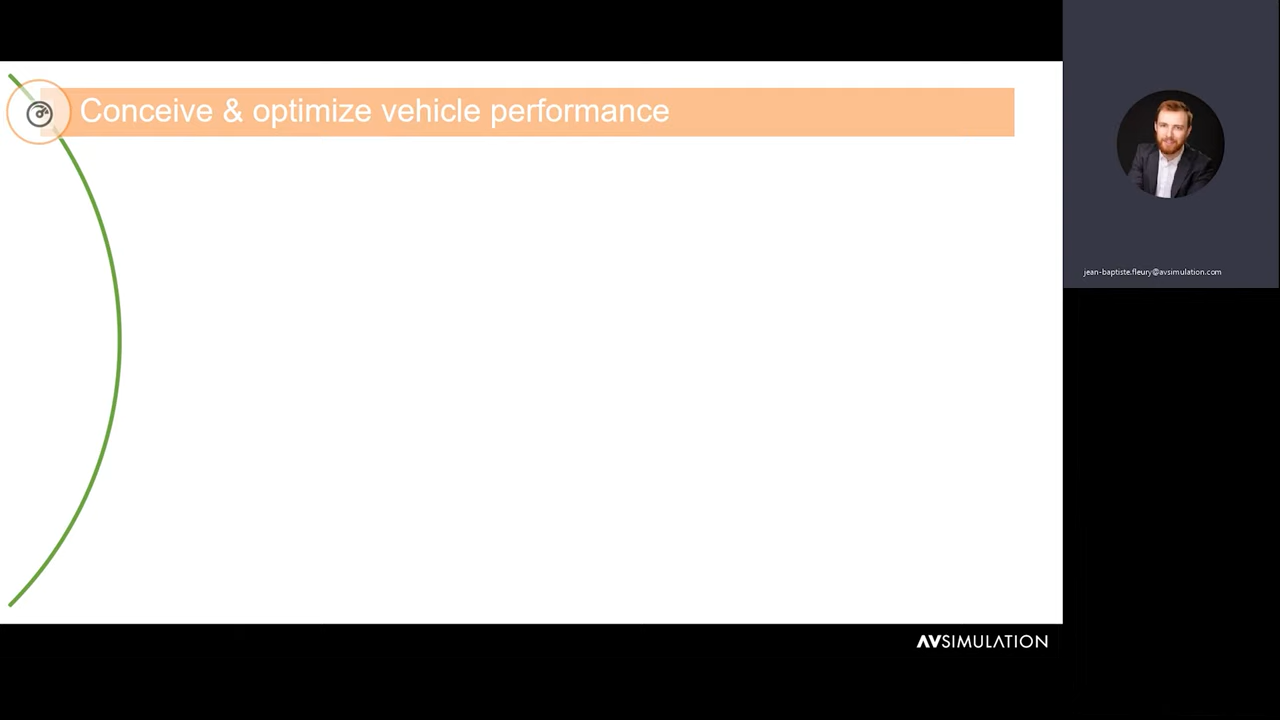 Conceive & optimize vehicle performance
jean-baptiste.fleury@avsimulation.com
AVSIMULATION